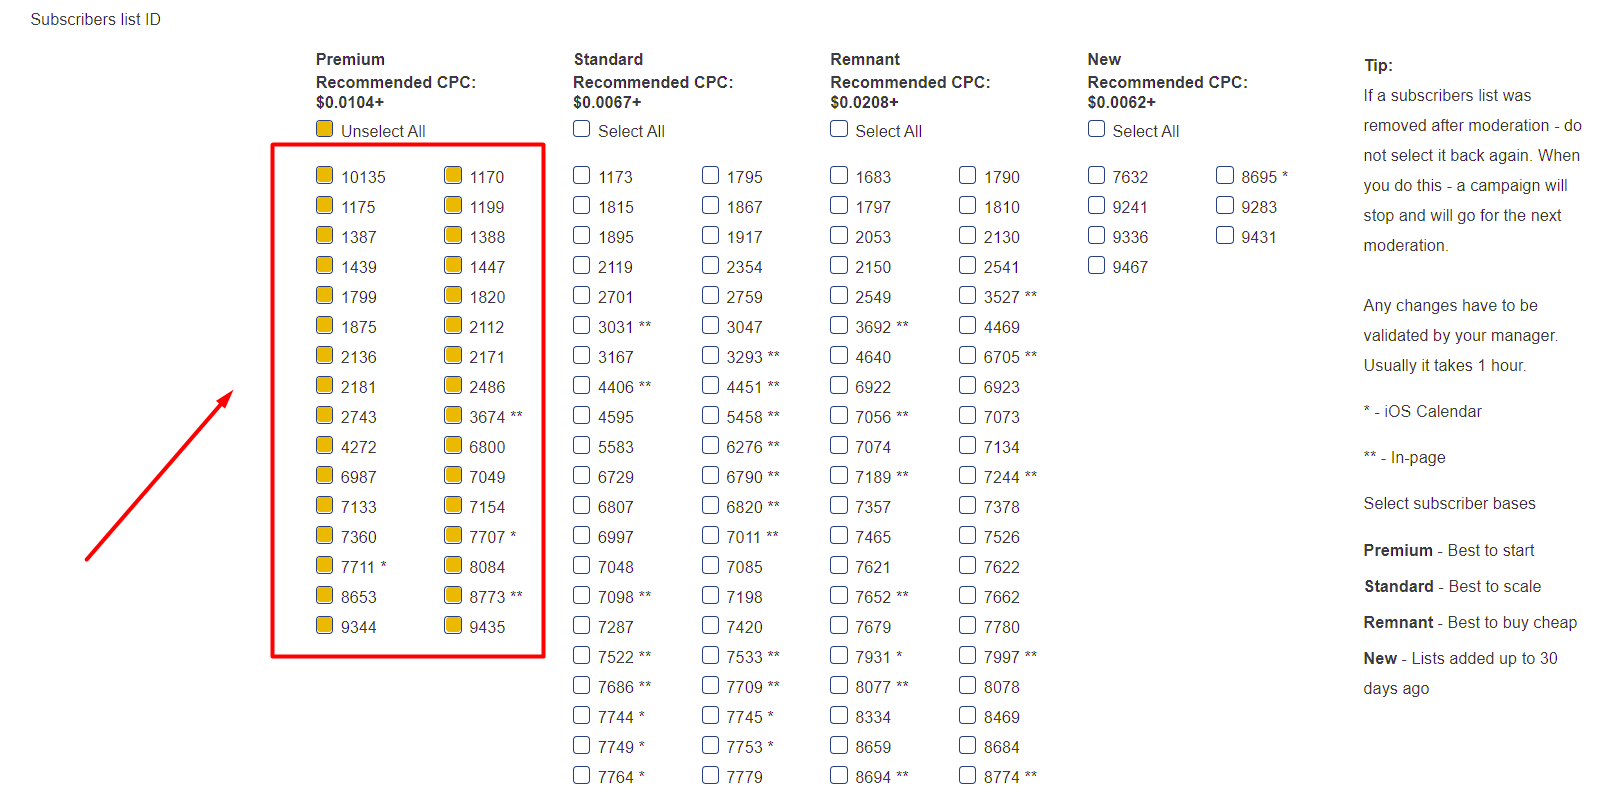 Subscribers list ID
Premium
Recommended CPC:
$0.0104+
Unselect All
10135 1170
1175 1199
1387 1388
1439 1447
1799 1820
1875 2112
2136 2171
2181 2486
2743 3674 **
4272 6800
6987 7049
7133 7154
7360 7707 *
7711 * 8084
8653 8773 **
9344 9435
Standard
Recommended CPC:
$0.0067+
Select All
1173 1795
1815 1867
1895 1917
2119 2354
2701 2759
3031 ** 3047
3167 3293 **
4406 ** 4451 **
4595 5458 **
5583 6276 **
6729 6790 **
6807 6820 **
6997 7011 **
7048 7085
7098 ** 7198
7287 7420
7522 ** 7533 **
7686 ** 7709 **
7744 * 7745 *
7749 * 7753 *
7764 * 7779
Remnant
Recommended CPC:
$0.0208+
Select All
1683 1790
1797 1810
2053 2130
2150 2541
2549 3527 **
3692 ** 4469
4640 6705 **
6922 6923
7056 ** 7073
7074 7134
7189 ** 7244 **
7357 7378
7465 7526
7621 7622
7652 ** 7662
7679 7780
7931 * 7997 **
8077 ** 8078
8334 8469
8659 8684
8694 ** 8774 **
New
Recommended CPC:
$0.0062+
Select All
7632 8695 *
9241 9283
9336 9431
9467
Tip:
If a subscribers list was
removed after moderation - do
not select it back again. When
you do this - a campaign will
stop and will go for the next
moderation.
Any changes have to be
validated by your manager.
Usually it takes 1 hour.
* - iOS Calendar
** - In-page
Select subscriber bases
Premium - Best to start
Standard - Best to scale
Remnant - Best to buy cheap
New - Lists added up to 30
days ago